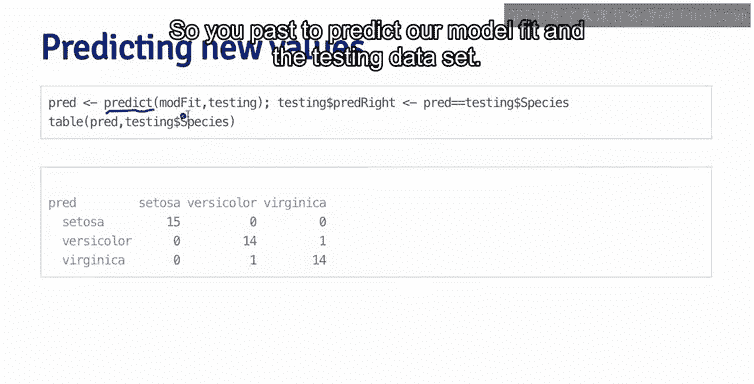 So you past to predict our model fit and
the testing data set.
Predicting new values
pred <- predict(modFit,testing); testing$predRight <- pred==testing$Species
table(pred,testing$Species)
pred setosa versicolor virginica
setosa 15 0 0
versicolor 0 14 1
virginica 0 1 14